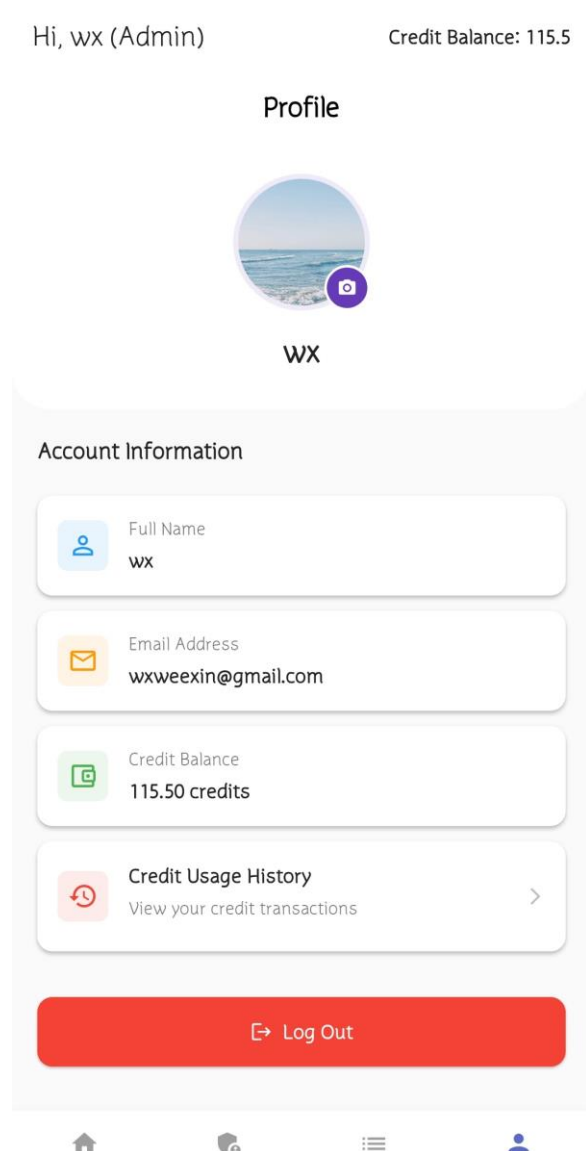 Hi, wx (Admin)
Credit Balance: 115.5
Profile
wx
Account Information
Full Name
wx
Email Address
wxweexin@gmail.com
Credit Balance
115.50 credits
Credit Usage History
View your credit transactions
Log Out